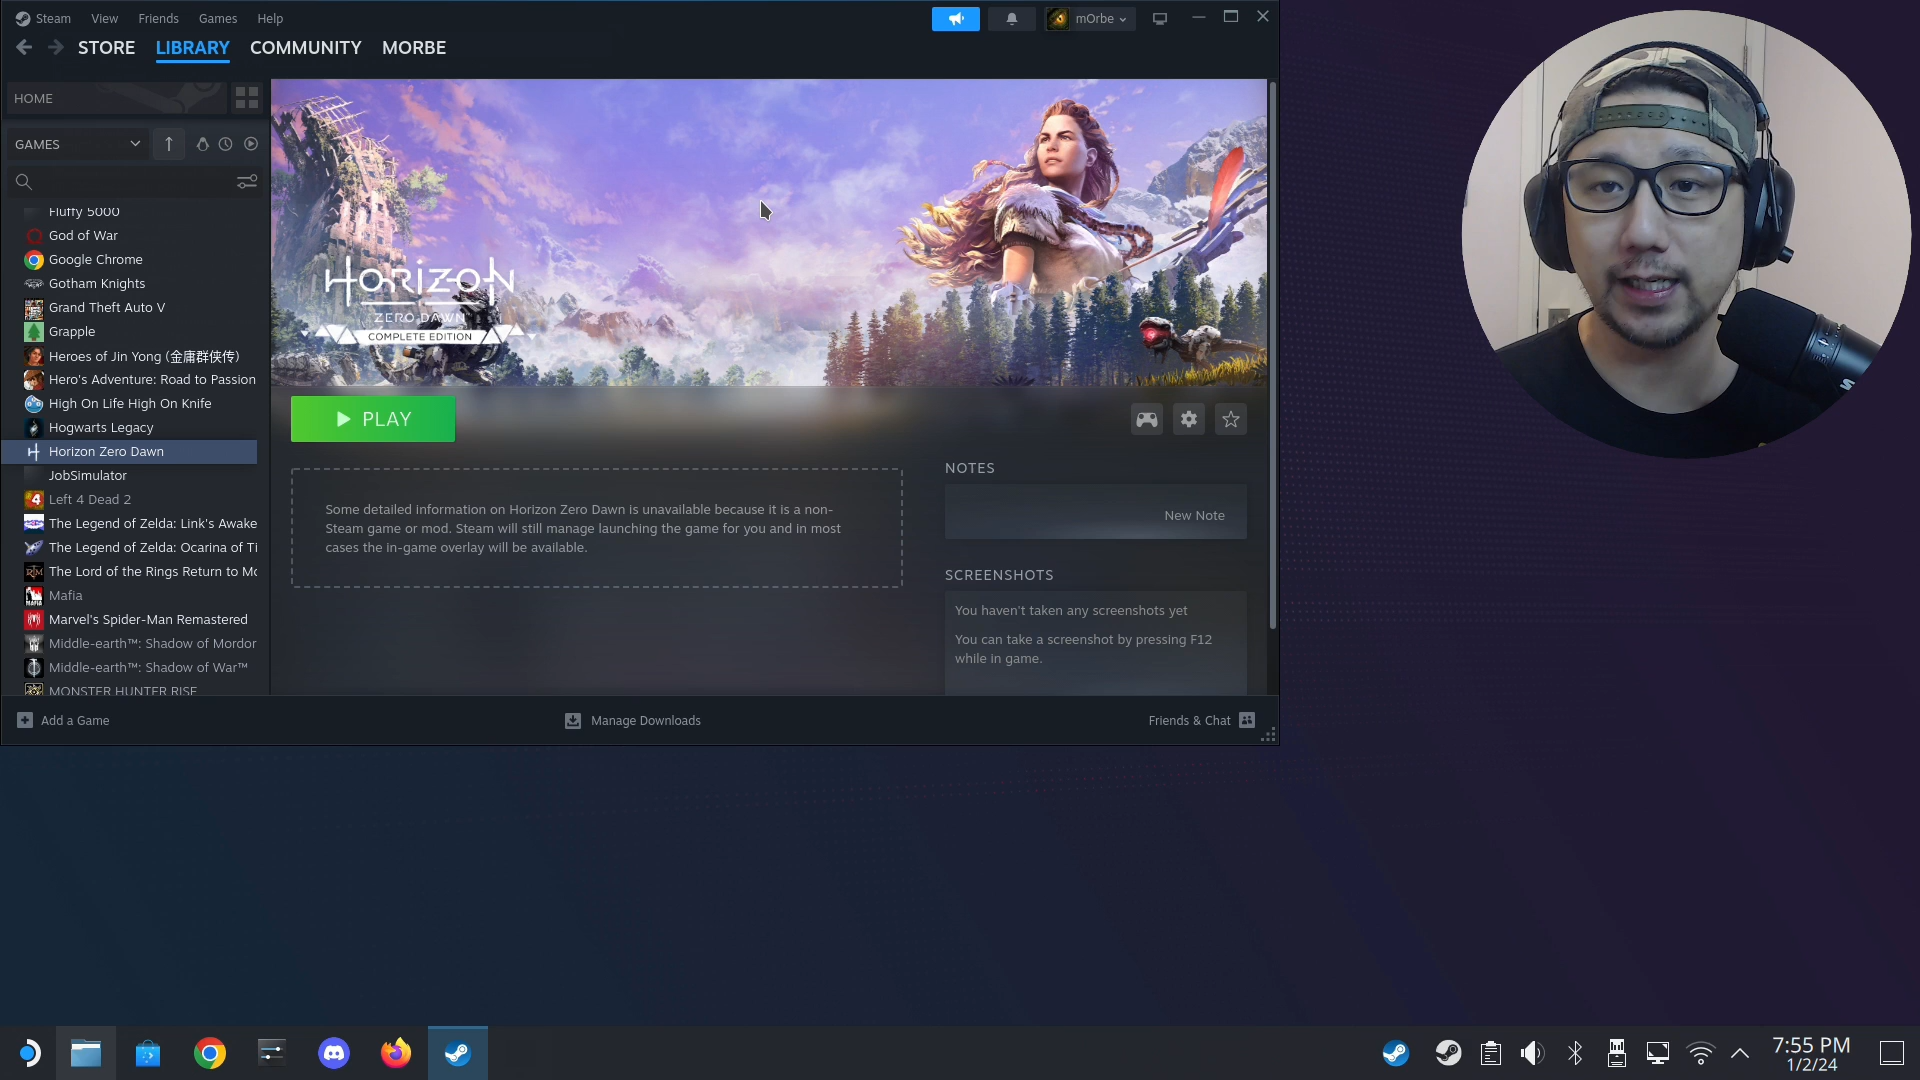 Steam
View
Friends
Games
Help
mOrbe
STORE
LIBRARY
COMMUNITY
MORBE
HOME
GAMES
Fluffy 5000
God of War
Google Chrome
Gotham Knights
Grand Theft Auto V
Grapple
Heroes of Jin Yong (金庸群侠传)
Hero's Adventure: Road to Passion
High On Life High On Knife
Hogwarts Legacy
Horizon Zero Dawn
JobSimulator
Left 4 Dead 2
The Legend of Zelda: Link's Awake
The Legend of Zelda: Ocarina of Ti
The Lord of the Rings Return to Mo
Mafia
Marvel's Spider-Man Remastered
Middle-earth™: Shadow of Mordor
Middle-earth™: Shadow of War™
MONSTER HUNTER RISE
HORIZON
ZERO DAWN
COMPLETE EDITION
PLAY
Some detailed information on Horizon Zero Dawn is unavailable because it is a non-
Steam game or mod. Steam will still manage launching the game for you and in most
cases the in-game overlay will be available.
NOTES
New Note
SCREENSHOTS
You haven't taken any screenshots yet
You can take a screenshot by pressing F12
while in game.
Add a Game
Manage Downloads
Friends & Chat
7:55 PM
1/2/24